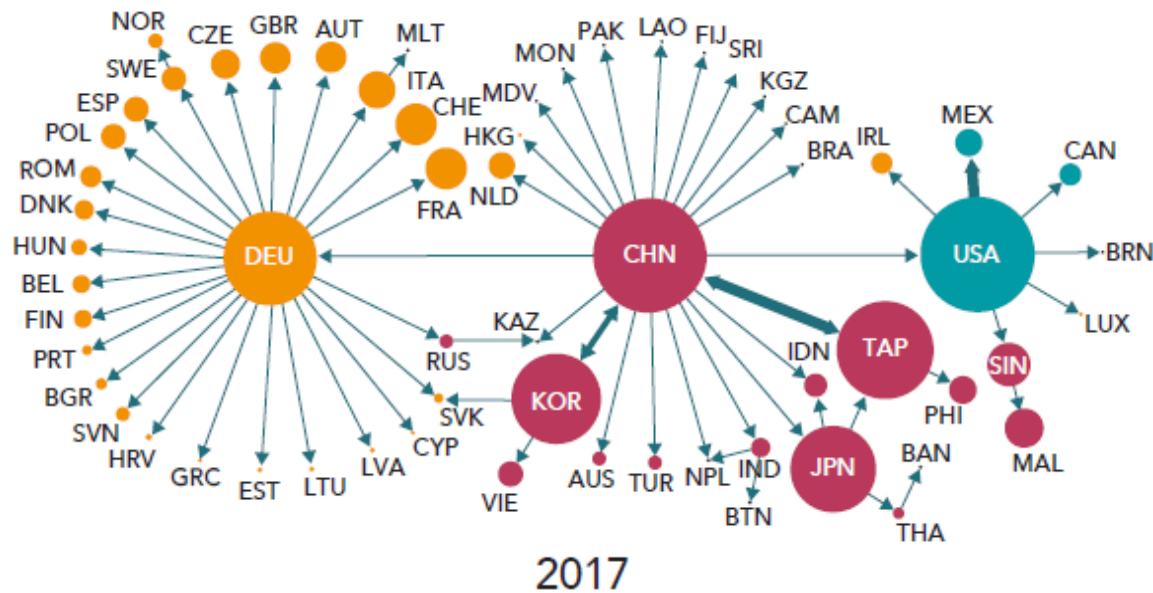 NOR
CZE
GBR
AUT
MLT
SWE
ITA
ESP
CHE
POL
ROM
FRA
DNK
HUN
DEU
BEL
FIN
PRT
RUS
BGR
SVK
SVN
CYP
HRV
LVA
GRC
EST
LTU
MON
PAK
LAO
FIJ
SRI
MDV
KGZ
HKG
CAM
NLD
BRA
CHN
KAZ
KOR
VIE
AUS
TUR
NPL
IND
BTN
IDN
TAP
PHI
JPN
BAN
THA
MEX
IRL
CAN
USA
BRN
LUX
SIN
MAL
2017